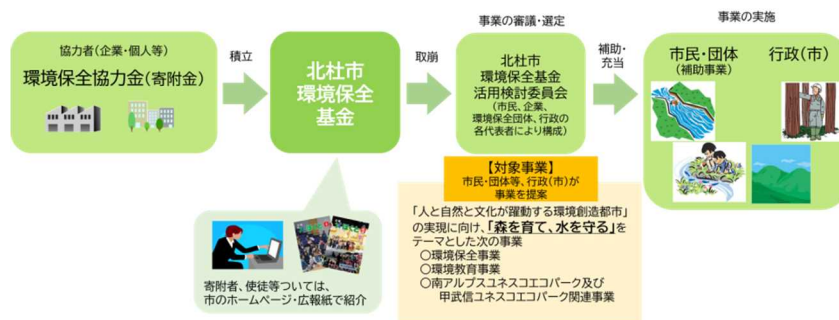 協力者(企業・個人等)
環境保全協力金(寄附金)
積立
北杜市
環境保全
基金
取崩
事業の審議・選定
北杜市
環境保全基金
活用検討委員会
(市民、企業、
環境保全団体、行政の
各代表者により構成)
補助・
充当
事業の実施
市民・団体
(補助事業)
行政(市)
【対象事業】
市民・団体等、行政(市)が
事業を提案
「人と自然と文化が躍動する環境創造都市」
の実現に向け、「森を育て、水を守る」を
テーマとした次の事業
○環境保全事業
○環境教育事業
○南アルプスユネスコエコパーク及び
甲武信ユネスコエコパーク関連事業
寄附者、使徒等ついては、
市のホームページ・広報紙で紹介